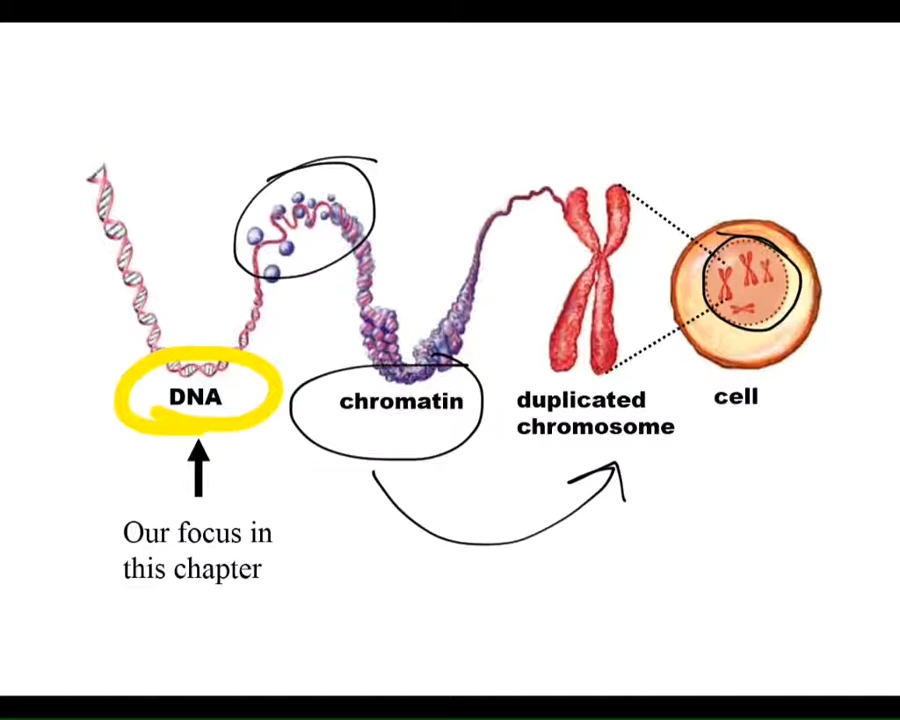 DNA
chromatin
duplicated
chromosome
cell
Our focus in
this chapter